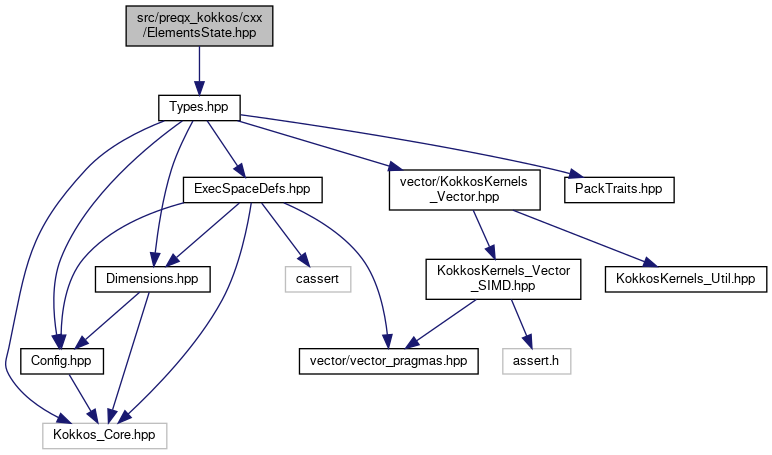 src/preqx_kokkos/cxx
/ElementsState.hpp
Types.hpp
ExecSpaceDefs.hpp
vector/KokkosKernels
_Vector.hpp
PackTraits.hpp
Dimensions.hpp
cassert
KokkosKernels_Vector
_SIMD.hpp
KokkosKernels_Util.hpp
Config.hpp
vector/vector_pragmas.hpp
assert.h
Kokkos_Core.hpp